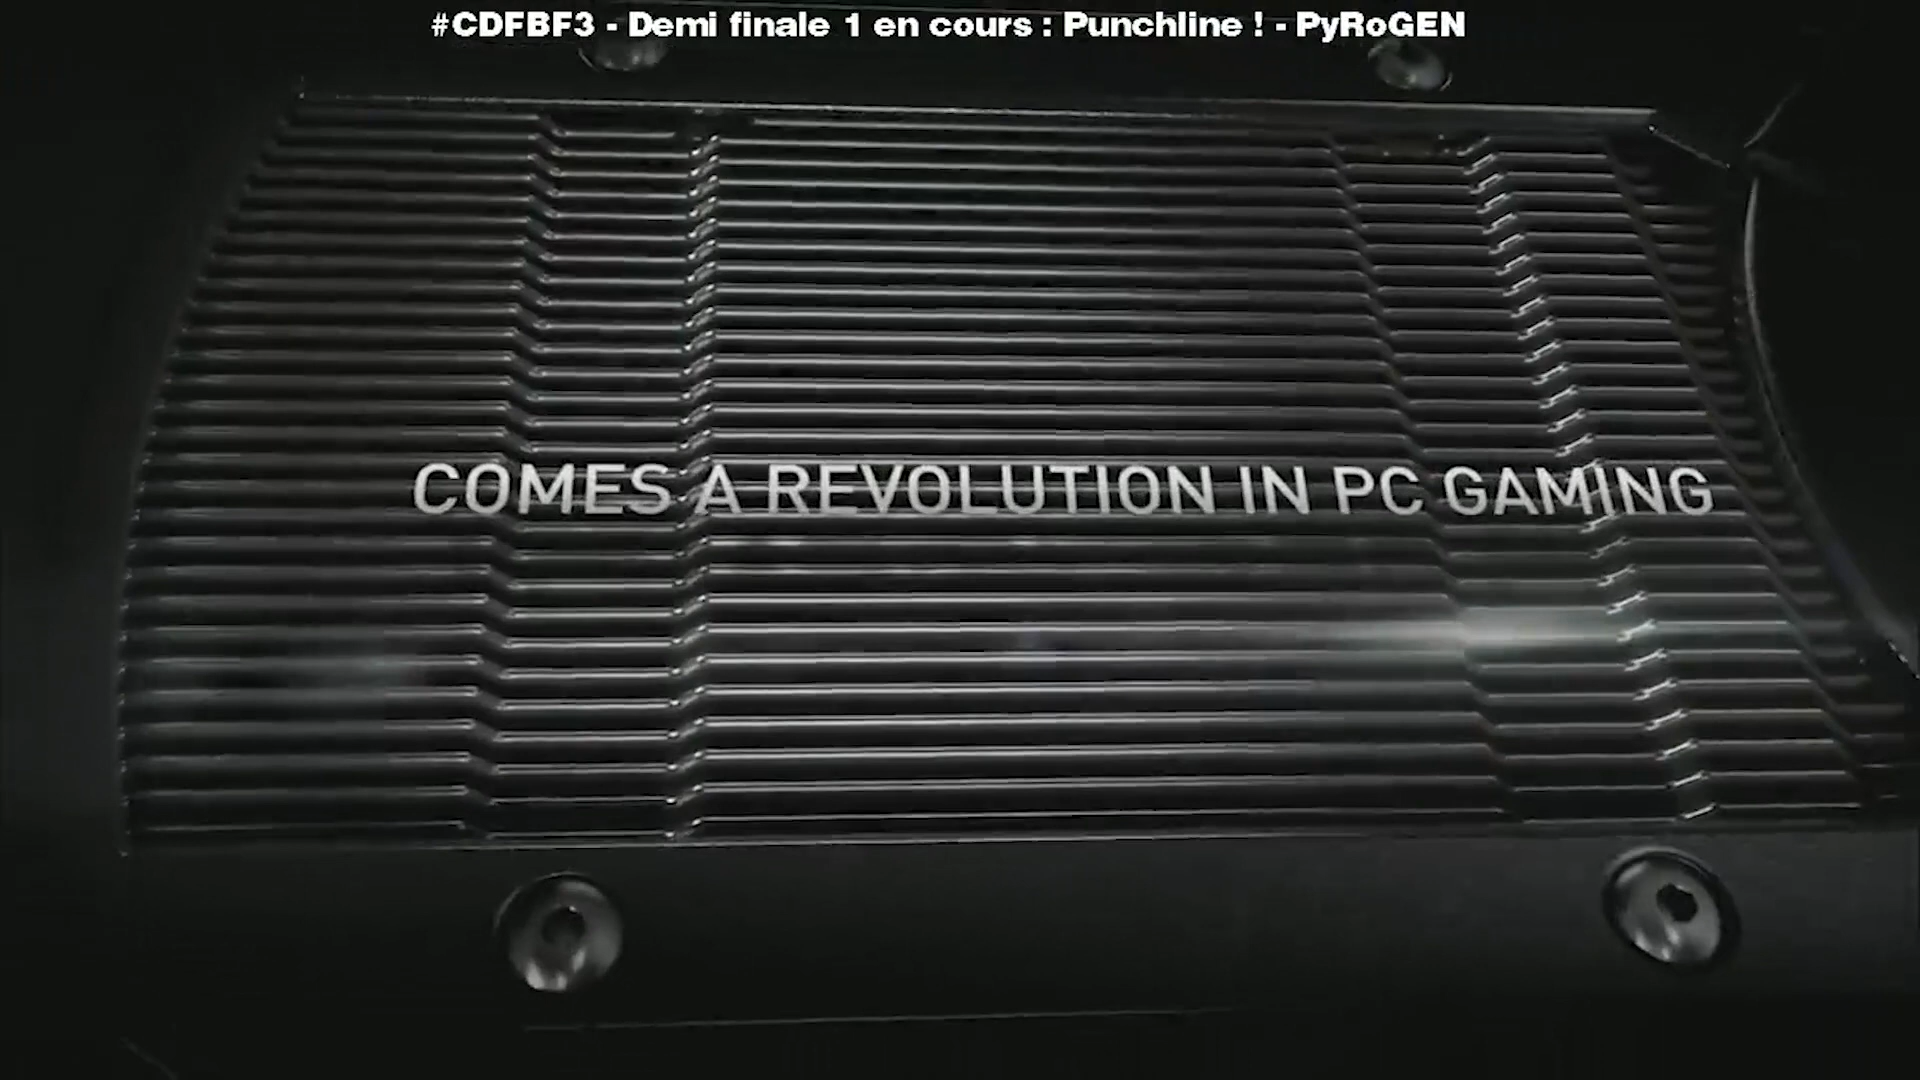 #CDFBF3 - Demi finale 1 en cours : Punchline ! - PyRoGEN
COMES A REVOLUTION IN PC GAMING